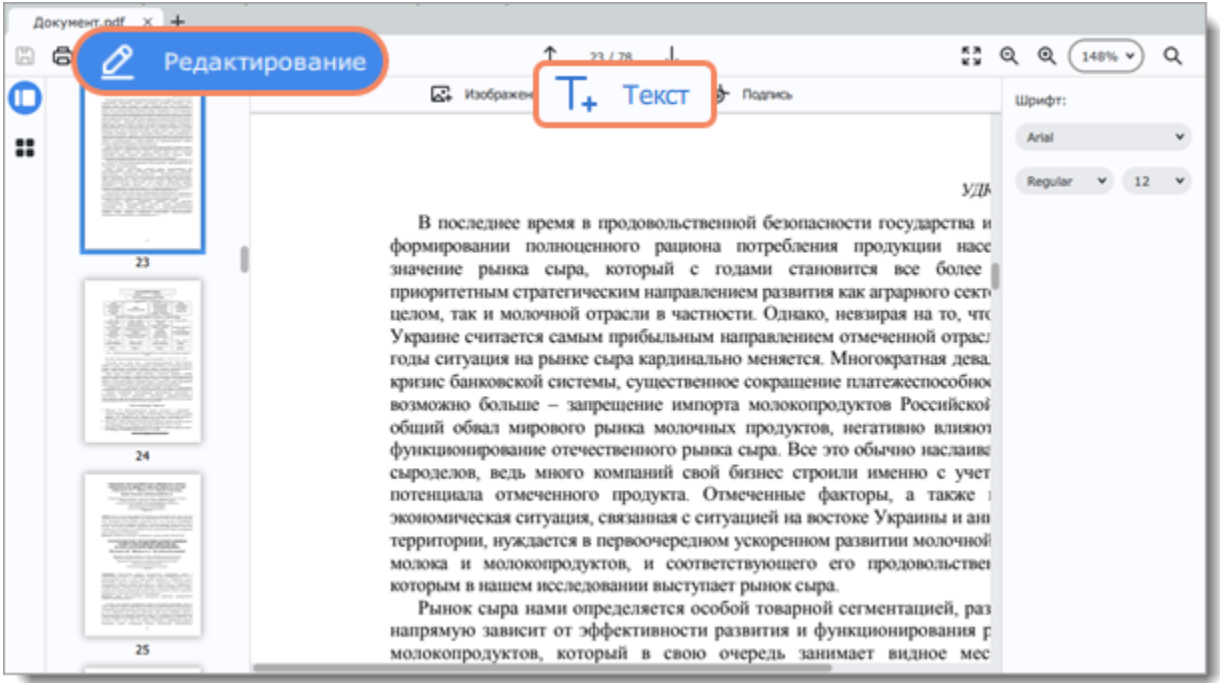 Документ.pdf × +
Редактирование
23 / 78
148%
Изображен
Текст
Подпись
Шрифт:
Arial
Regular 12
23
24
25
УДК
В последнее время в продовольственной безопасности государства и
формировании полноценного рациона потребления продукции насе
значение рынка сыра, который с годами становится все более
приоритетным стратегическим направлением развития как аграрного сект
целом, так и молочной отрасли в частности. Однако, невзирая на то, что
Украине считается самым прибыльным направлением отмеченной отрасл
годы ситуация на рынке сыра кардинально меняется. Многократная дева
кризис банковской системы, существенное сокращение платежеспособнос
возможно больше – запрещение импорта молокопродуктов Российской
общий обвал мирового рынка молочных продуктов, негативно влияют
функционирование отечественного рынка сыра. Все это обычно наслаива
сыроделов, ведь много компаний свой бизнес строили именно с учет
потенциала отмеченного продукта. Отмеченные факторы, а также
экономическая ситуация, связанная с ситуацией на востоке Украины и анн
территории, нуждается в первоочередном ускоренном развитии молочной
молока и молокопродуктов, и соответствующего его продовольствен
которым в нашем исследовании выступает рынок сыра.
Рынок сыра нами определяется особой товарной сегментацией, раз
напрямую зависит от эффективности развития и функционирования р
молокопродуктов, который в свою очередь занимает видное мес